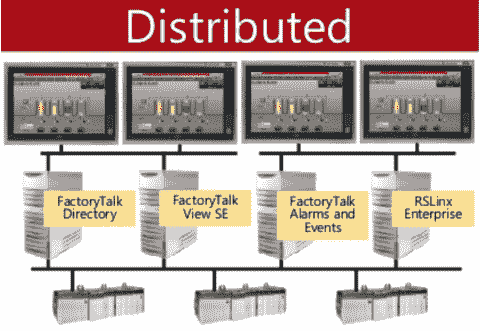 Distributed
FactoryTalk
Directory
FactoryTalk
View SE
FactoryTalk
Alarms and
Events
RSLinx
Enterprise